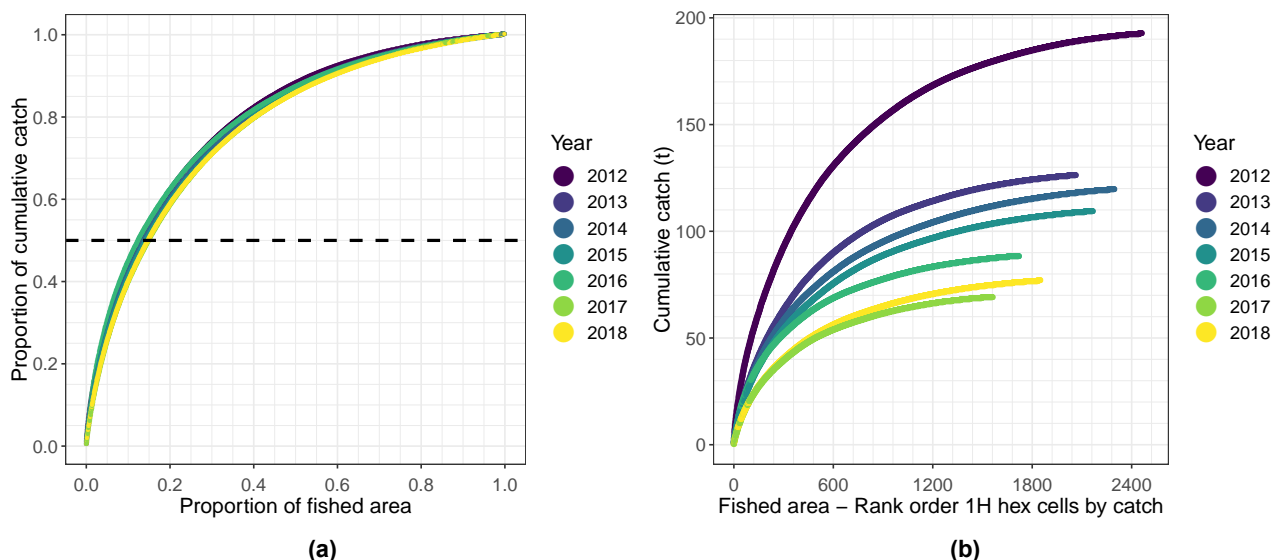 Proportion of cumulative catch
1.0
0.8
0.6
0.4
0.2
0.0
0.0 0.2 0.4 0.6 0.8 1.0
Proportion of fished area
Year
2012
2013
2014
2015
2016
2017
2018
(a)
Cumulative catch (t)
200
150
100
50
0
0 600 1200 1800 2400
Fished area − Rank order 1H hex cells by catch
Year
2012
2013
2014
2015
2016
2017
2018
(b)